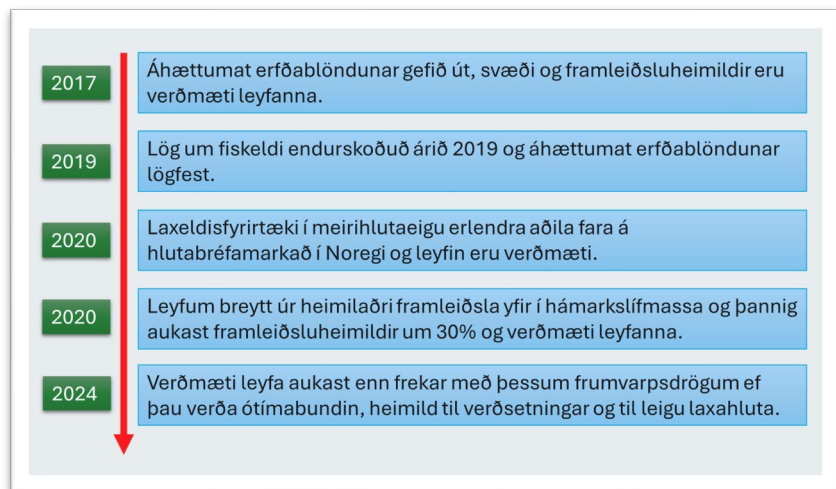 2017
Áhættumat erfðablöndunar gefið út, svæði og framleiðsluheimildir eru
verðmæti leyfanna.
2019
Lög um fiskeldi endurskoðuð árið 2019 og áhættumat erfðablöndunar
lögfest.
2020
Laxeldisfyrirtæki í meirihlutaeigu erlendra aðila fara á
hlutabréfamarkað í Noregi og leyfin eru verðmæti.
2020
Leyfum breytt úr heimilaðri framleiðsla yfir í hámarkslífmassa og þannig
aukast framleiðsluheimildir um 30% og verðmæti leyfanna.
2024
Verðmæti leyfa aukast enn frekar með þessum frumvarpsdrögum ef
þau verða ótímabundin, heimild til verðsetningar og til leigu laxahluta.